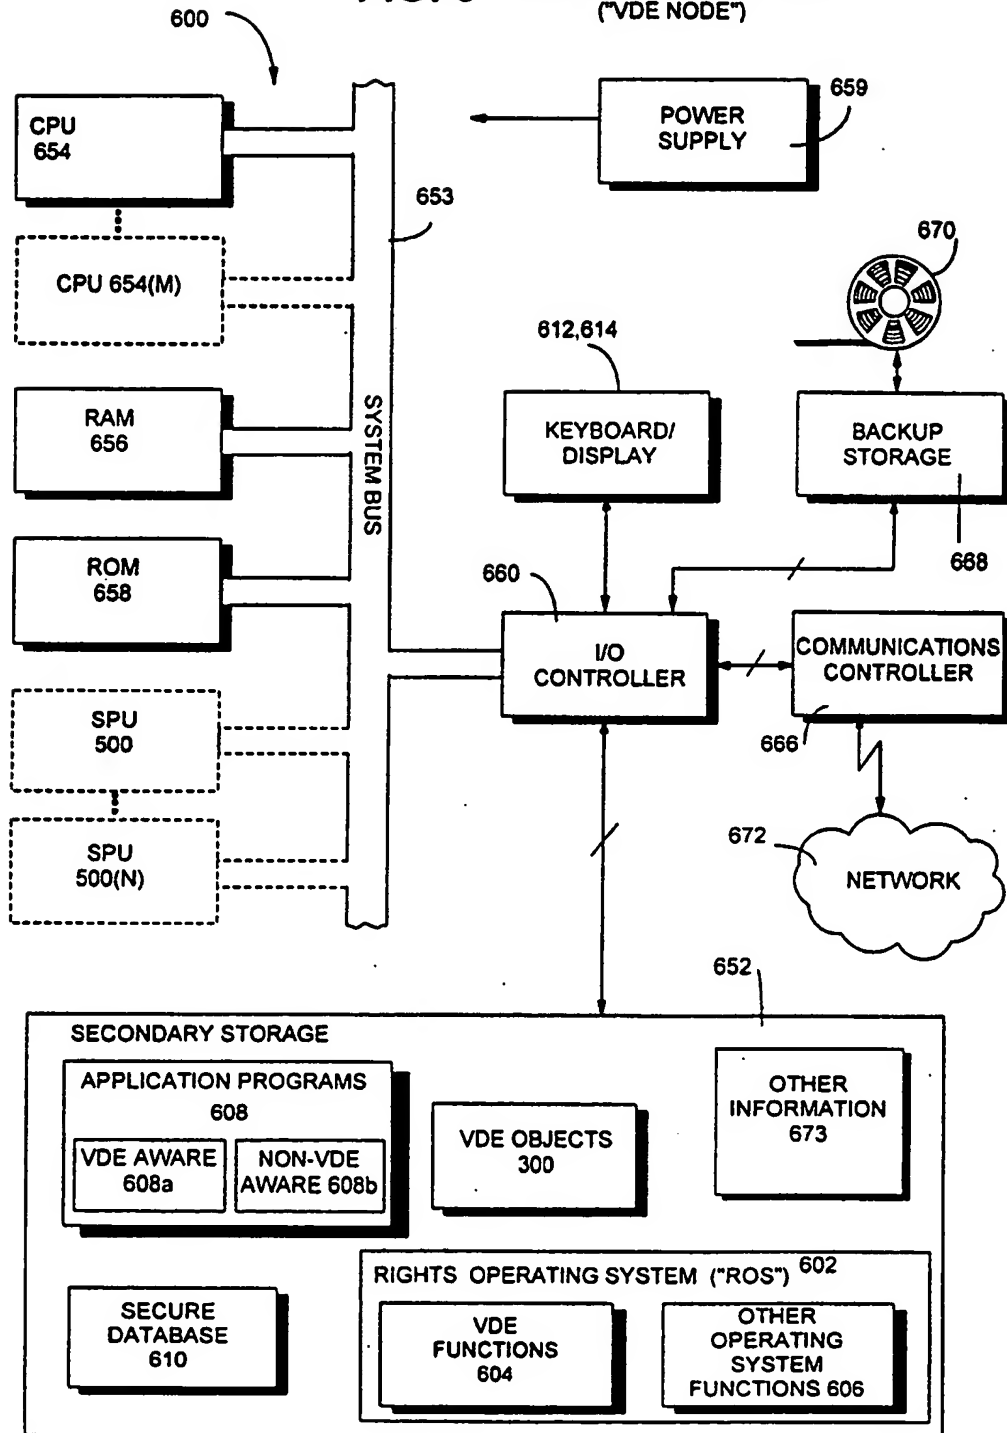 ("VDE NODE")
600
CPU
654
POWER
SUPPLY
659
653
CPU 654(M)
670
612,614
RAM
656
SYSTEM BUS
KEYBOARD/
DISPLAY
BACKUP
STORAGE
668
ROM
658
660
I/O
CONTROLLER
COMMUNICATIONS
CONTROLLER
666
SPU
500
SPU
500(N)
672
NETWORK
652
SECONDARY STORAGE
APPLICATION PROGRAMS
608
VDE AWARE
608a
NON-VDE
AWARE 608b
VDE OBJECTS
300
OTHER
INFORMATION
673
SECURE
DATABASE
610
RIGHTS OPERATING SYSTEM ("ROS") 602
VDE
FUNCTIONS
604
OTHER
OPERATING
SYSTEM
FUNCTIONS 606